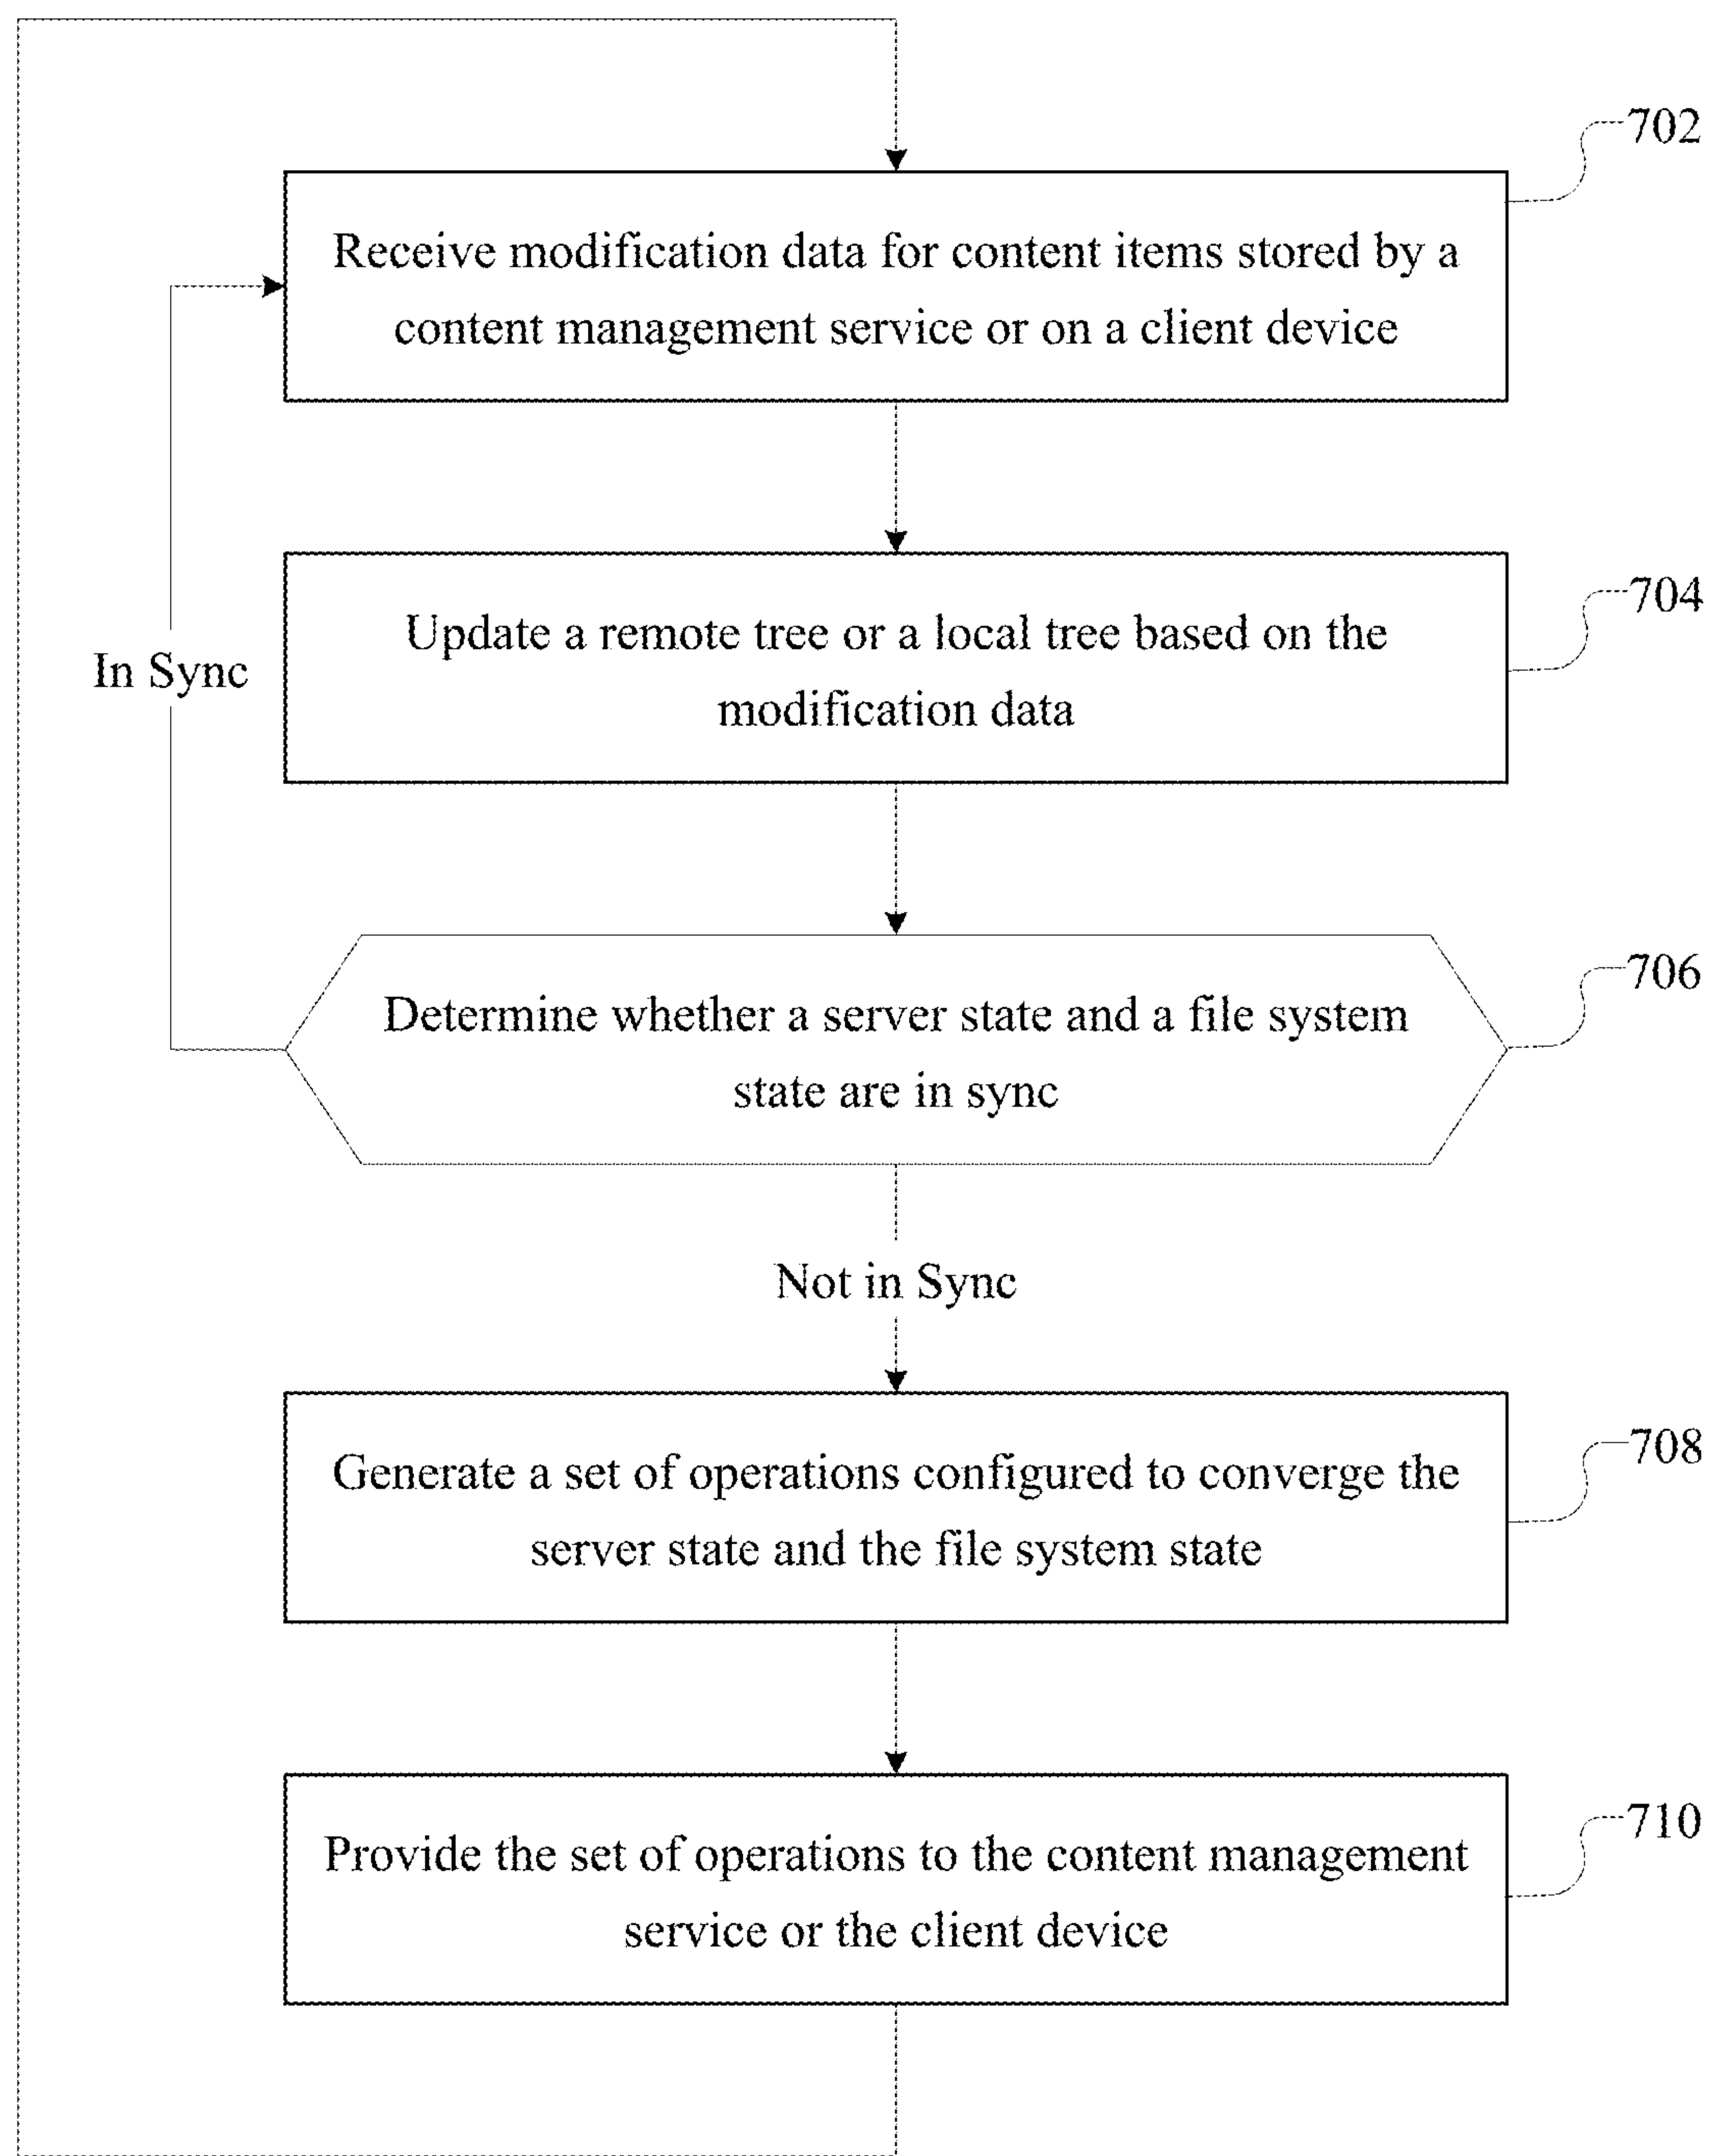 702
Receive modification data for content items stored by a
content management service or on a client device
704
Update a remote tree or a local tree based on the
modification data
In Sync
706
Determine whether a server state and a file system
state are in sync
Not in Sync
708
Generate a set of operations configured to converge the
server state and the file system state
710
Provide the set of operations to the content management
service or the client device